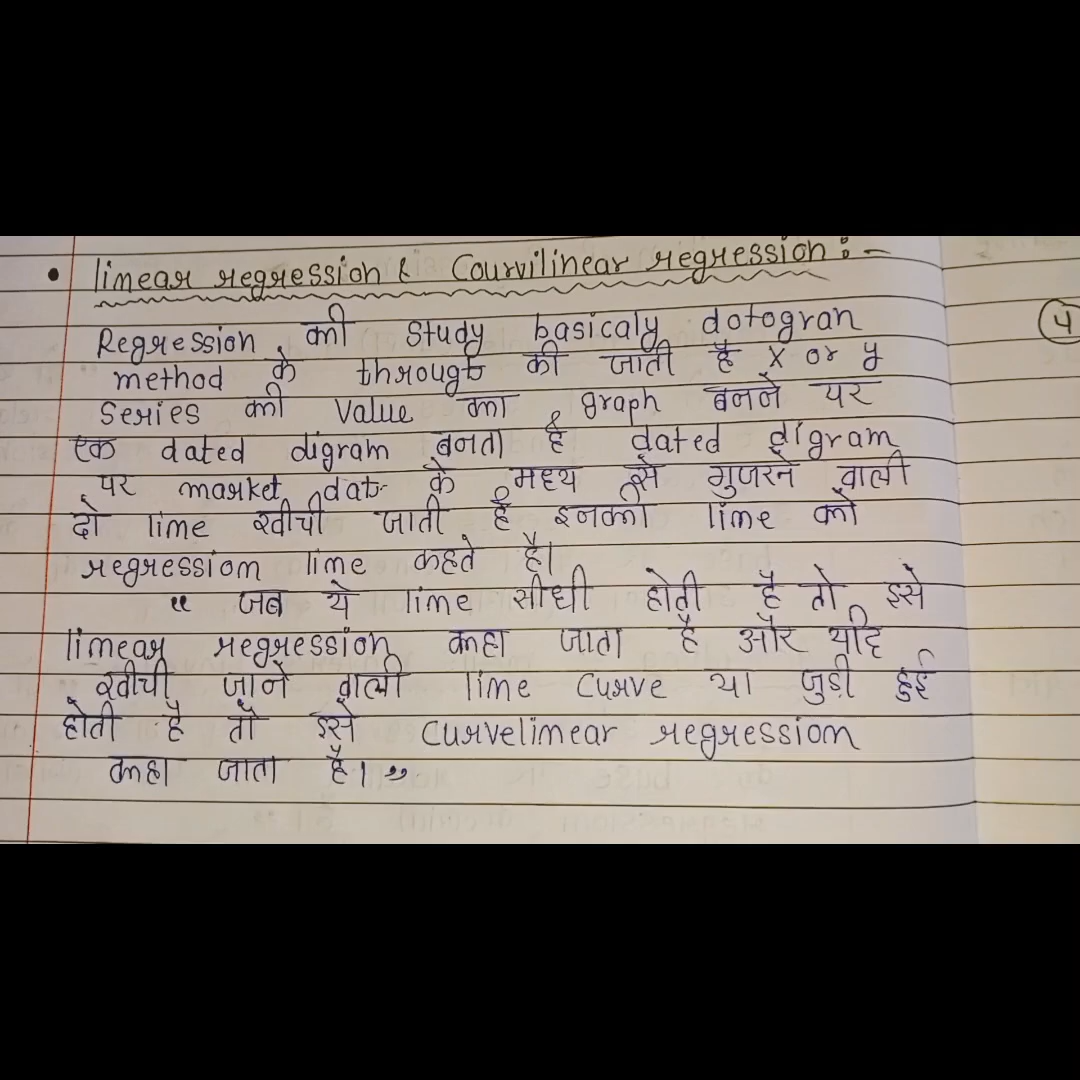 • linear regression & Courvilinear regression :-
4
Regression की study basicaly dotogran
method के througt की जाती है X or y
Series की Value का graph बनने पर
एक dated digram बनता है dated digram
पर market dat के मध्य से गुजरने वाली
दो line खीची जाती है इनकी line को
regression line कहते है।
“ जब ये line सीधी होती है तो इसे
linear regression कहा जाता है और यदि
खीची जाने वाली line curve या जुडी हुई
होती है तो इसे curvelinear regression
कहा जाता है। ”